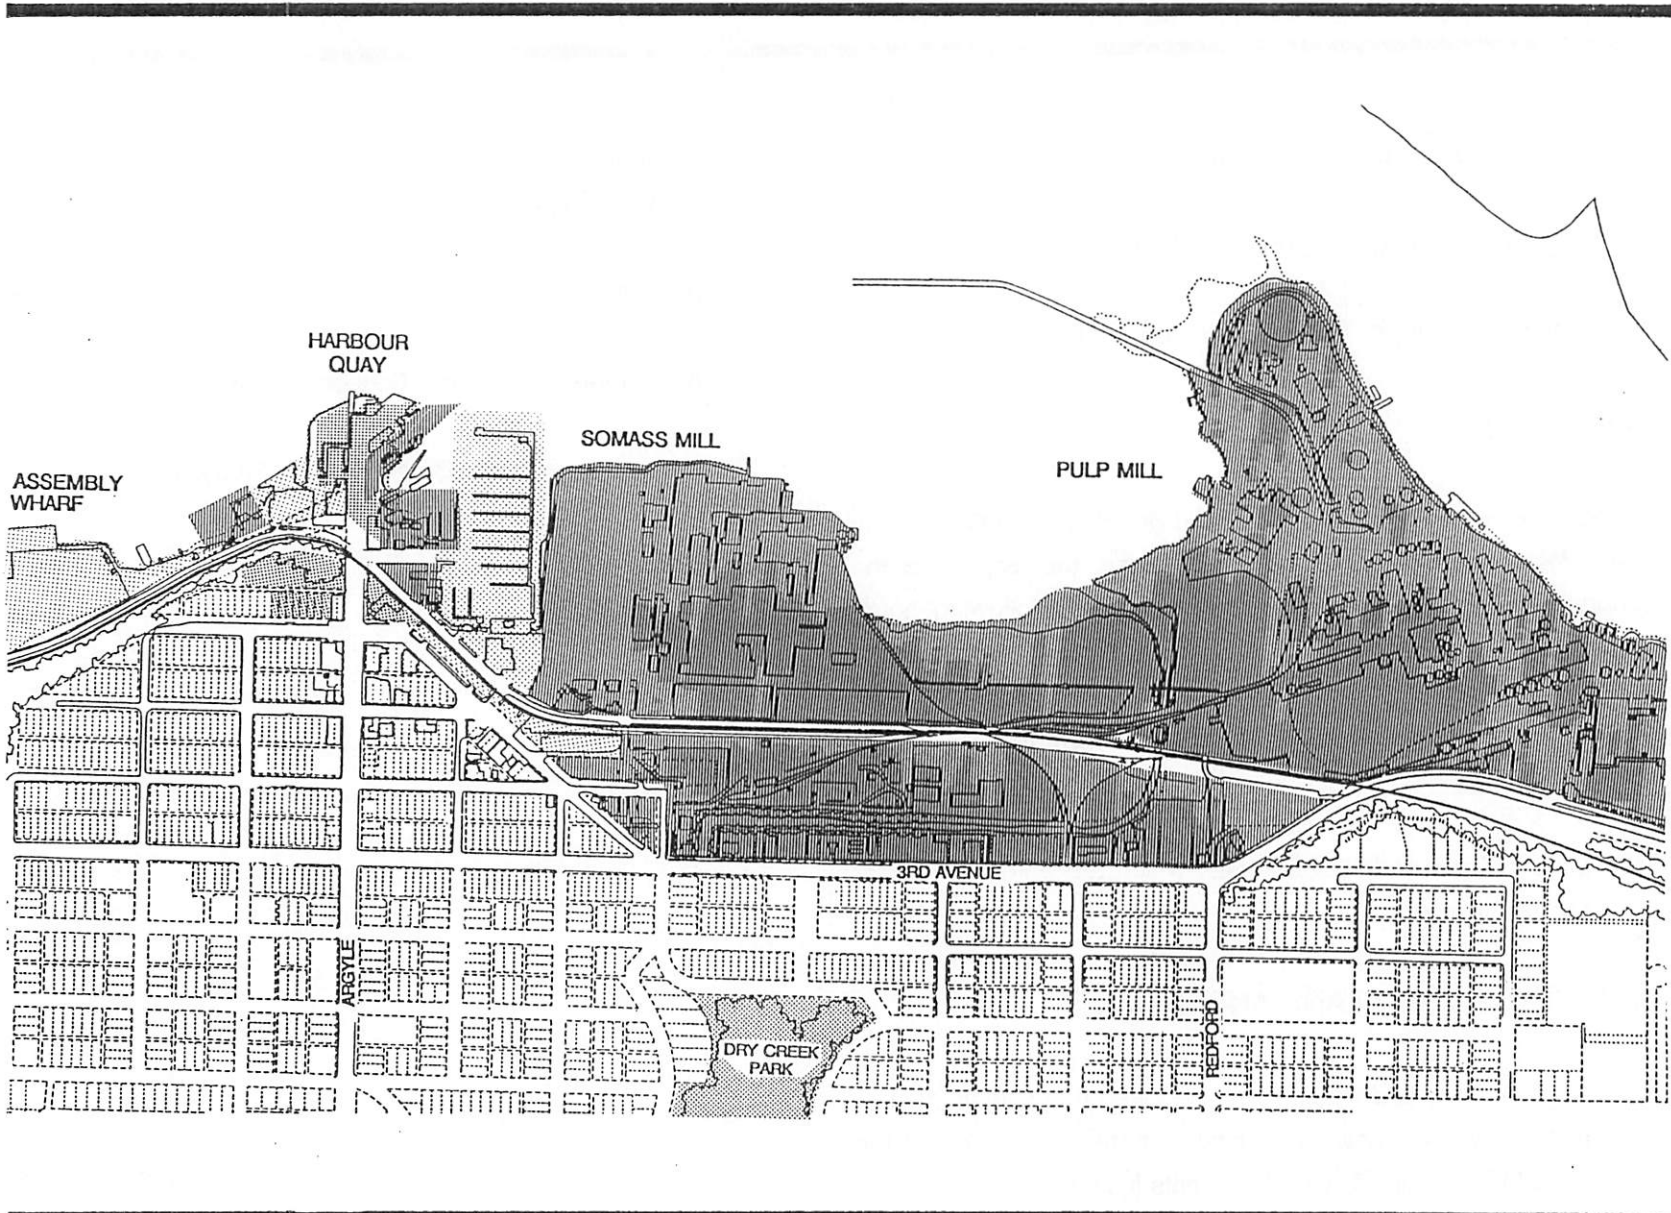 HARBOUR
QUAY
SOMASS MILL
PULP MILL
ASSEMBLY
WHARF
3RD AVENUE
ARGYLE
REDFORD
DRY CREEK
PARK